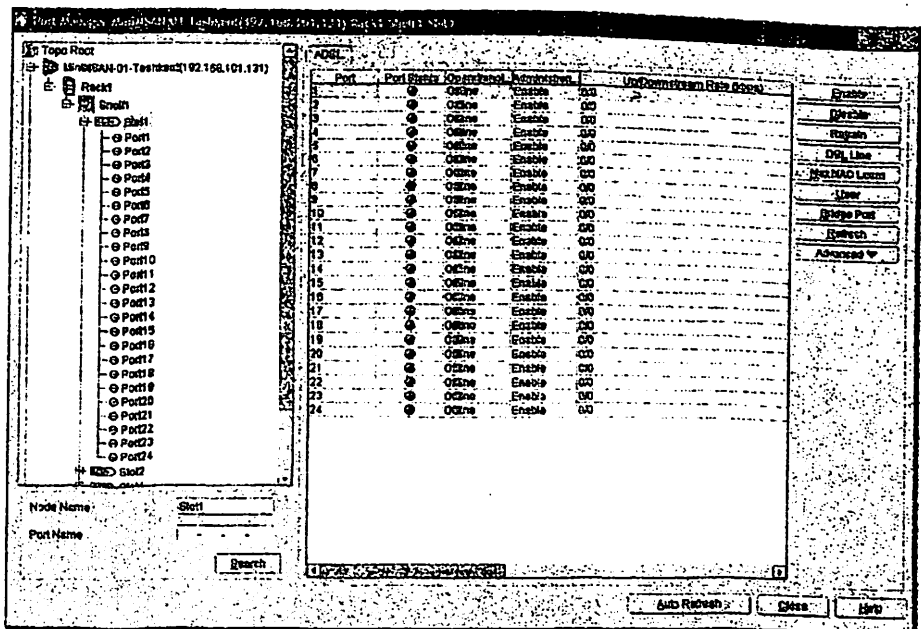 Port Manager
Topo Root
MiniMSAN-01-Tashkent(192.168.101.131)
Rack1
Shelf1
Slot1
Port1
Port2
Port3
Port4
Port5
Port6
Port7
Port8
Port9
Port10
Port11
Port12
Port13
Port14
Port15
Port16
Port17
Port18
Port19
Port20
Port21
Port22
Port23
Port24
Slot2
Node Name Slot1
Port Name
Search
ADSL
Port Port Status Operational Administration Up/Downstream Rate (kbps)
1 Offline Enable 0/0
2 Offline Enable 0/0
3 Offline Enable 0/0
4 Offline Enable 0/0
5 Offline Enable 0/0
6 Offline Enable 0/0
7 Offline Enable 0/0
8 Offline Enable 0/0
9 Offline Enable 0/0
10 Offline Enable 0/0
11 Offline Enable 0/0
12 Offline Enable 0/0
13 Offline Enable 0/0
14 Offline Enable 0/0
15 Offline Enable 0/0
16 Offline Enable 0/0
17 Offline Enable 0/0
18 Offline Enable 0/0
19 Offline Enable 0/0
20 Offline Enable 0/0
21 Offline Enable 0/0
22 Offline Enable 0/0
23 Offline Enable 0/0
24 Offline Enable 0/0
Enable
Disable
Retrain
DSL Line
Max MAC Learn
User
Bridge Port
Refresh
Advanced
Auto Refresh Close Help